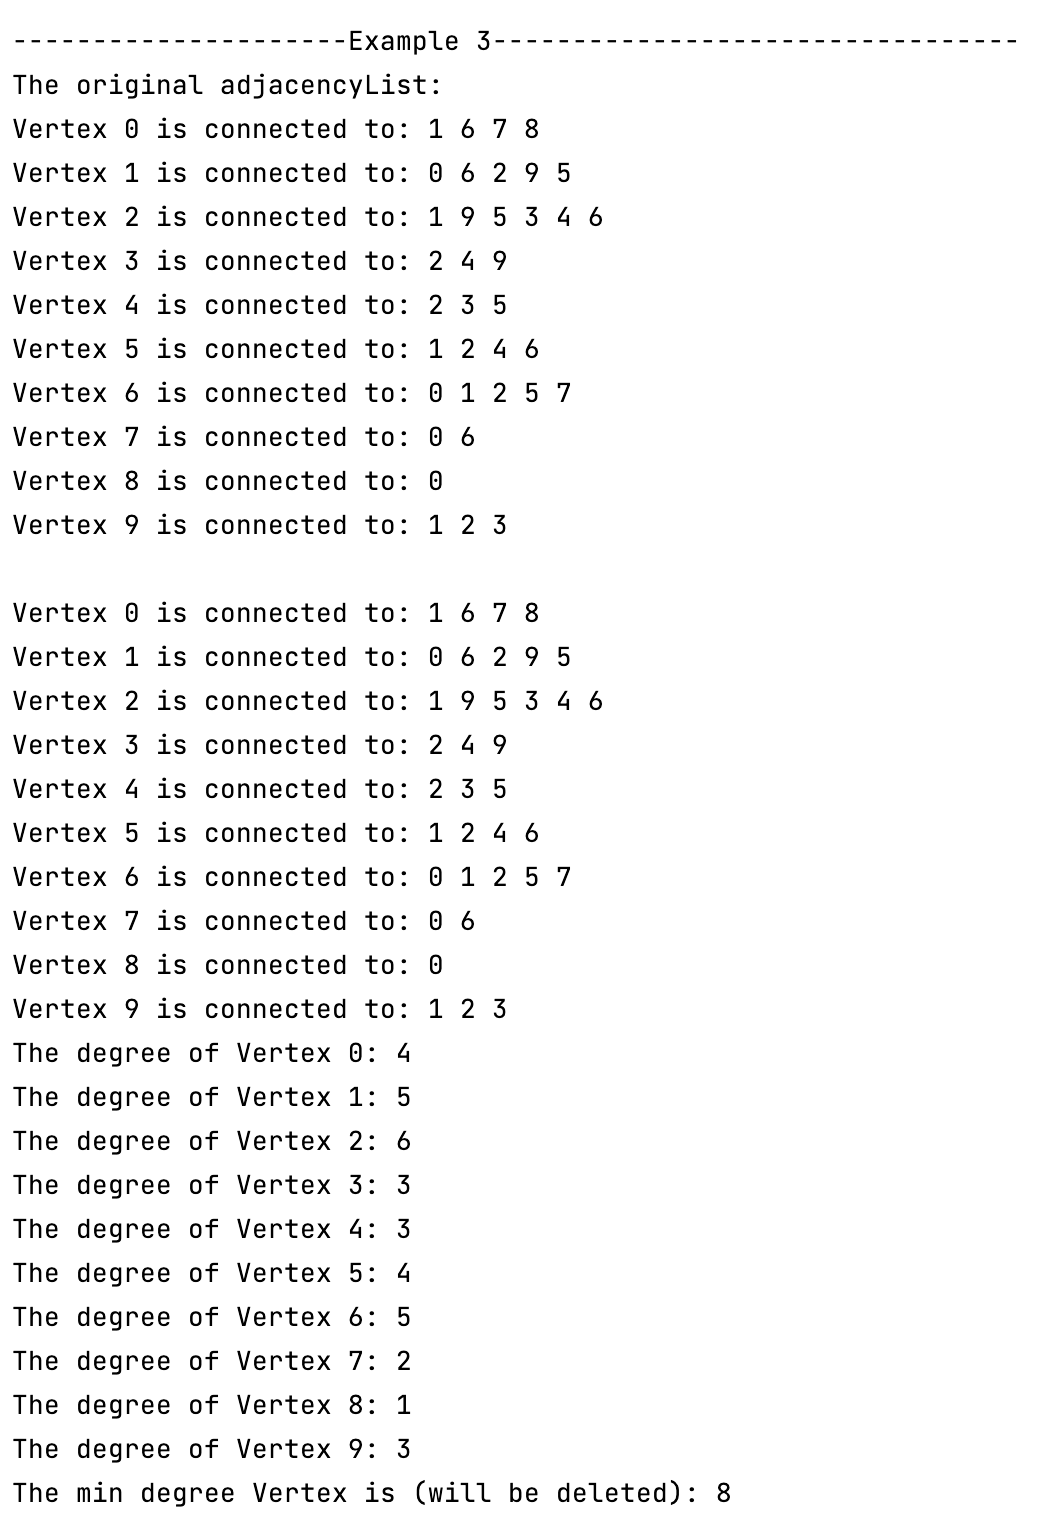 ---------------------Example 3---------------------------------
The original adjacencyList:
Vertex 0 is connected to: 1 6 7 8
Vertex 1 is connected to: 0 6 2 9 5
Vertex 2 is connected to: 1 9 5 3 4 6
Vertex 3 is connected to: 2 4 9
Vertex 4 is connected to: 2 3 5
Vertex 5 is connected to: 1 2 4 6
Vertex 6 is connected to: 0 1 2 5 7
Vertex 7 is connected to: 0 6
Vertex 8 is connected to: 0
Vertex 9 is connected to: 1 2 3

Vertex 0 is connected to: 1 6 7 8
Vertex 1 is connected to: 0 6 2 9 5
Vertex 2 is connected to: 1 9 5 3 4 6
Vertex 3 is connected to: 2 4 9
Vertex 4 is connected to: 2 3 5
Vertex 5 is connected to: 1 2 4 6
Vertex 6 is connected to: 0 1 2 5 7
Vertex 7 is connected to: 0 6
Vertex 8 is connected to: 0
Vertex 9 is connected to: 1 2 3
The degree of Vertex 0: 4
The degree of Vertex 1: 5
The degree of Vertex 2: 6
The degree of Vertex 3: 3
The degree of Vertex 4: 3
The degree of Vertex 5: 4
The degree of Vertex 6: 5
The degree of Vertex 7: 2
The degree of Vertex 8: 1
The degree of Vertex 9: 3
The min degree Vertex is (will be deleted): 8